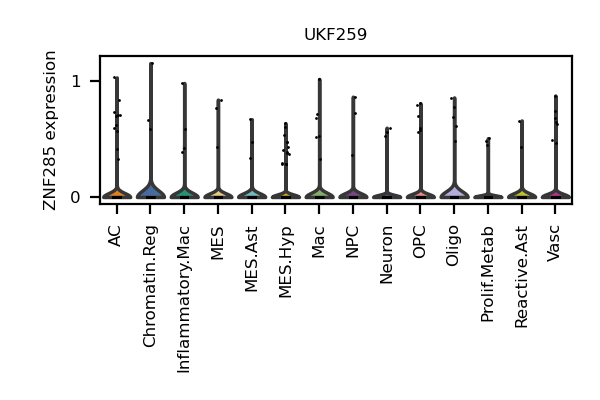 UKF259
ZNF285 expression
1
0
AC
Chromatin.Reg
Inflammatory.Mac
MES
MES.Ast
MES.Hyp
Mac
NPC
Neuron
OPC
Oligo
Prolif.Metab
Reactive.Ast
Vasc